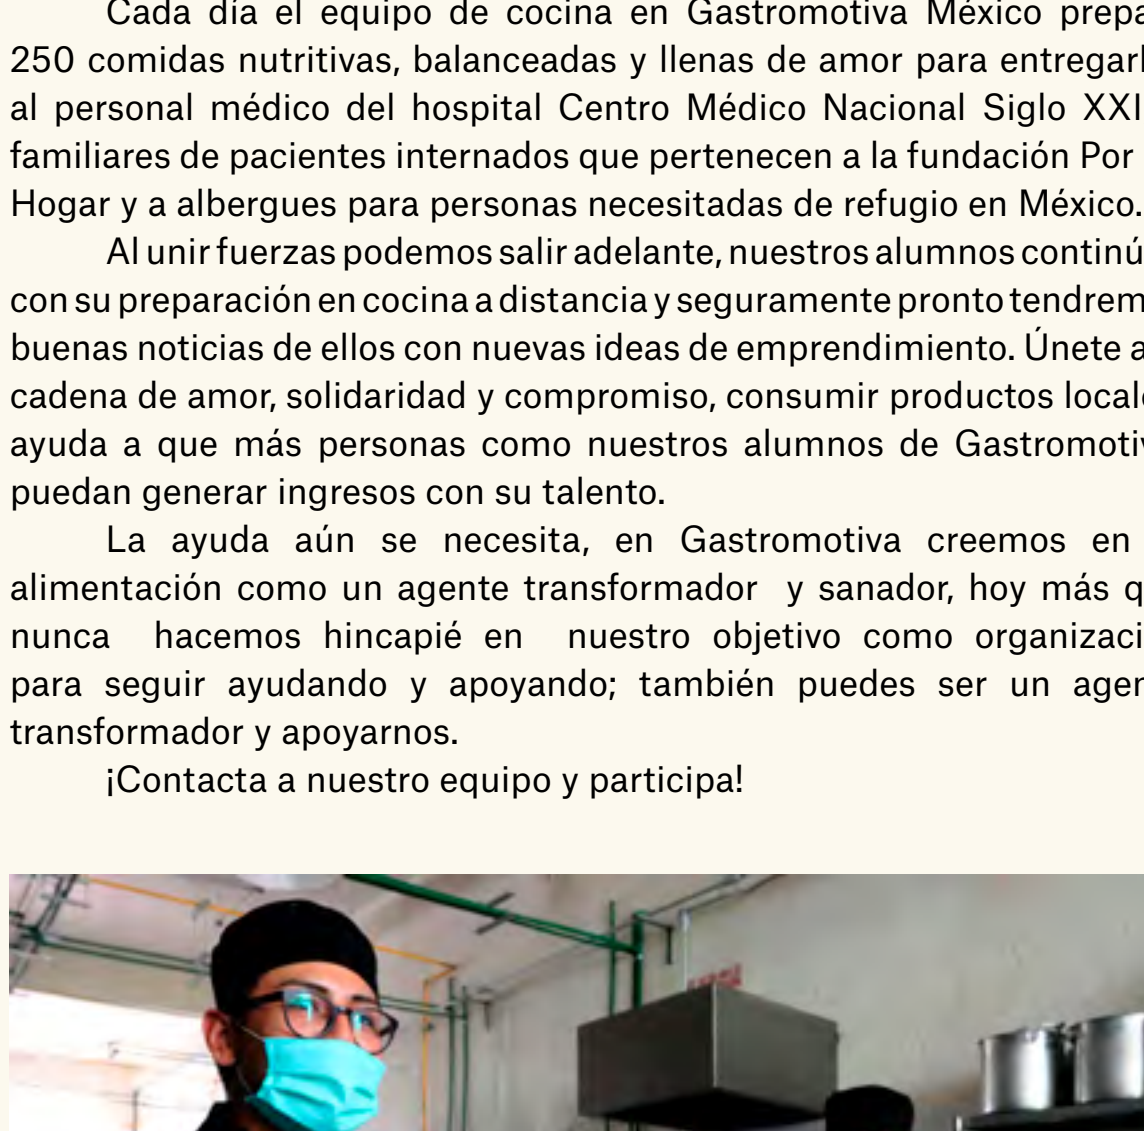 Cada día el equipo de cocina en Gastromotiva México
250 comidas nutritivas, balanceadas y llenas de amor para
al personal médico del hospital Centro Médico Nacional Siglo XXI
familiares de pacientes internados que pertenecen a la fundación Por
Hogar y a albergues para personas necesitadas de refugio en México.
Al unir fuerzas podemos salir adelante, nuestros alumnos
con su preparación en cocina a distancia y seguramente pronto
buenas noticias de ellos con nuevas ideas de emprendimiento. Únete a
cadena de amor, solidaridad y compromiso, consumir productos
ayuda a que más personas como nuestros alumnos de
puedan generar ingresos con su talento.
La ayuda aún se necesita, en Gastromotiva creemos en
alimentación como un agente transformador y sanador, hoy más
nunca hacemos hincapié en nuestro objetivo como
para seguir ayudando y apoyando; también puedes ser un
transformador y apoyarnos.
¡Contacta a nuestro equipo y participa!